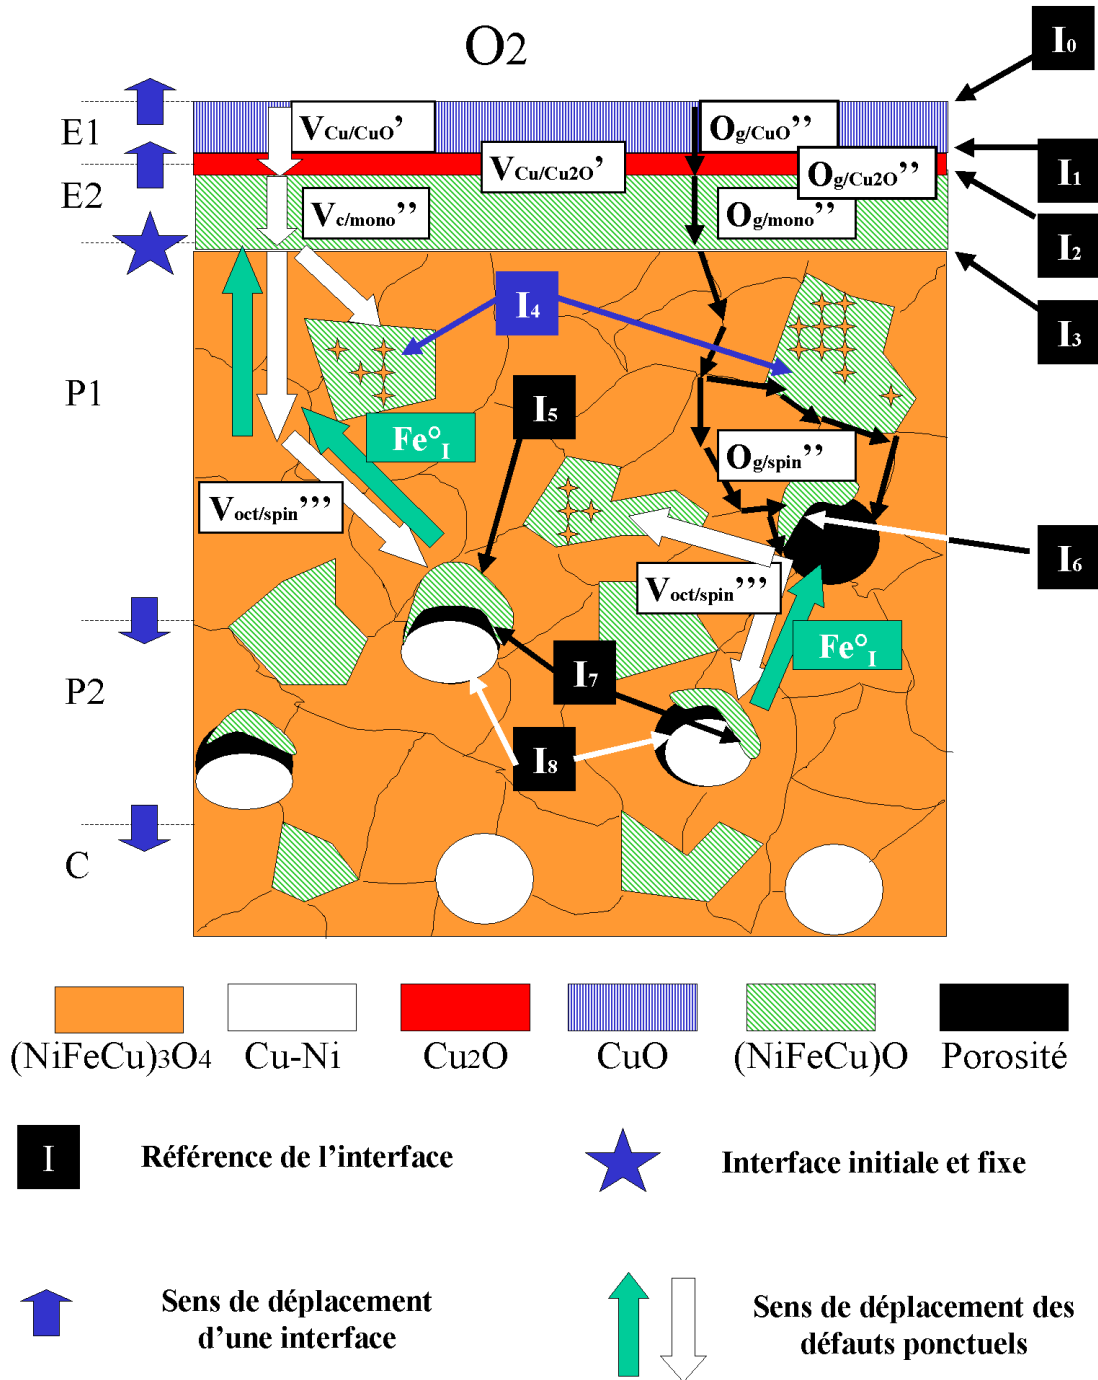 O2
I0
E1
VCu/CuO’
Og/CuO’’
VCu/Cu2O’
Og/Cu2O’’
I1
E2
Vc/mono’’
Og/mono’’
I2
I4
I3
P1
I5
Fe°I
Og/spin’’
Voct/spin’’’
I6
Voct/spin’’’
Fe°I
I7
P2
I8
C
(NiFeCu)3O4
Cu-Ni
Cu2O
CuO
(NiFeCu)O
Porosité
I
Référence de l’interface
Interface initiale et fixe
Sens de déplacement
d’une interface
Sens de déplacement des
défauts ponctuels